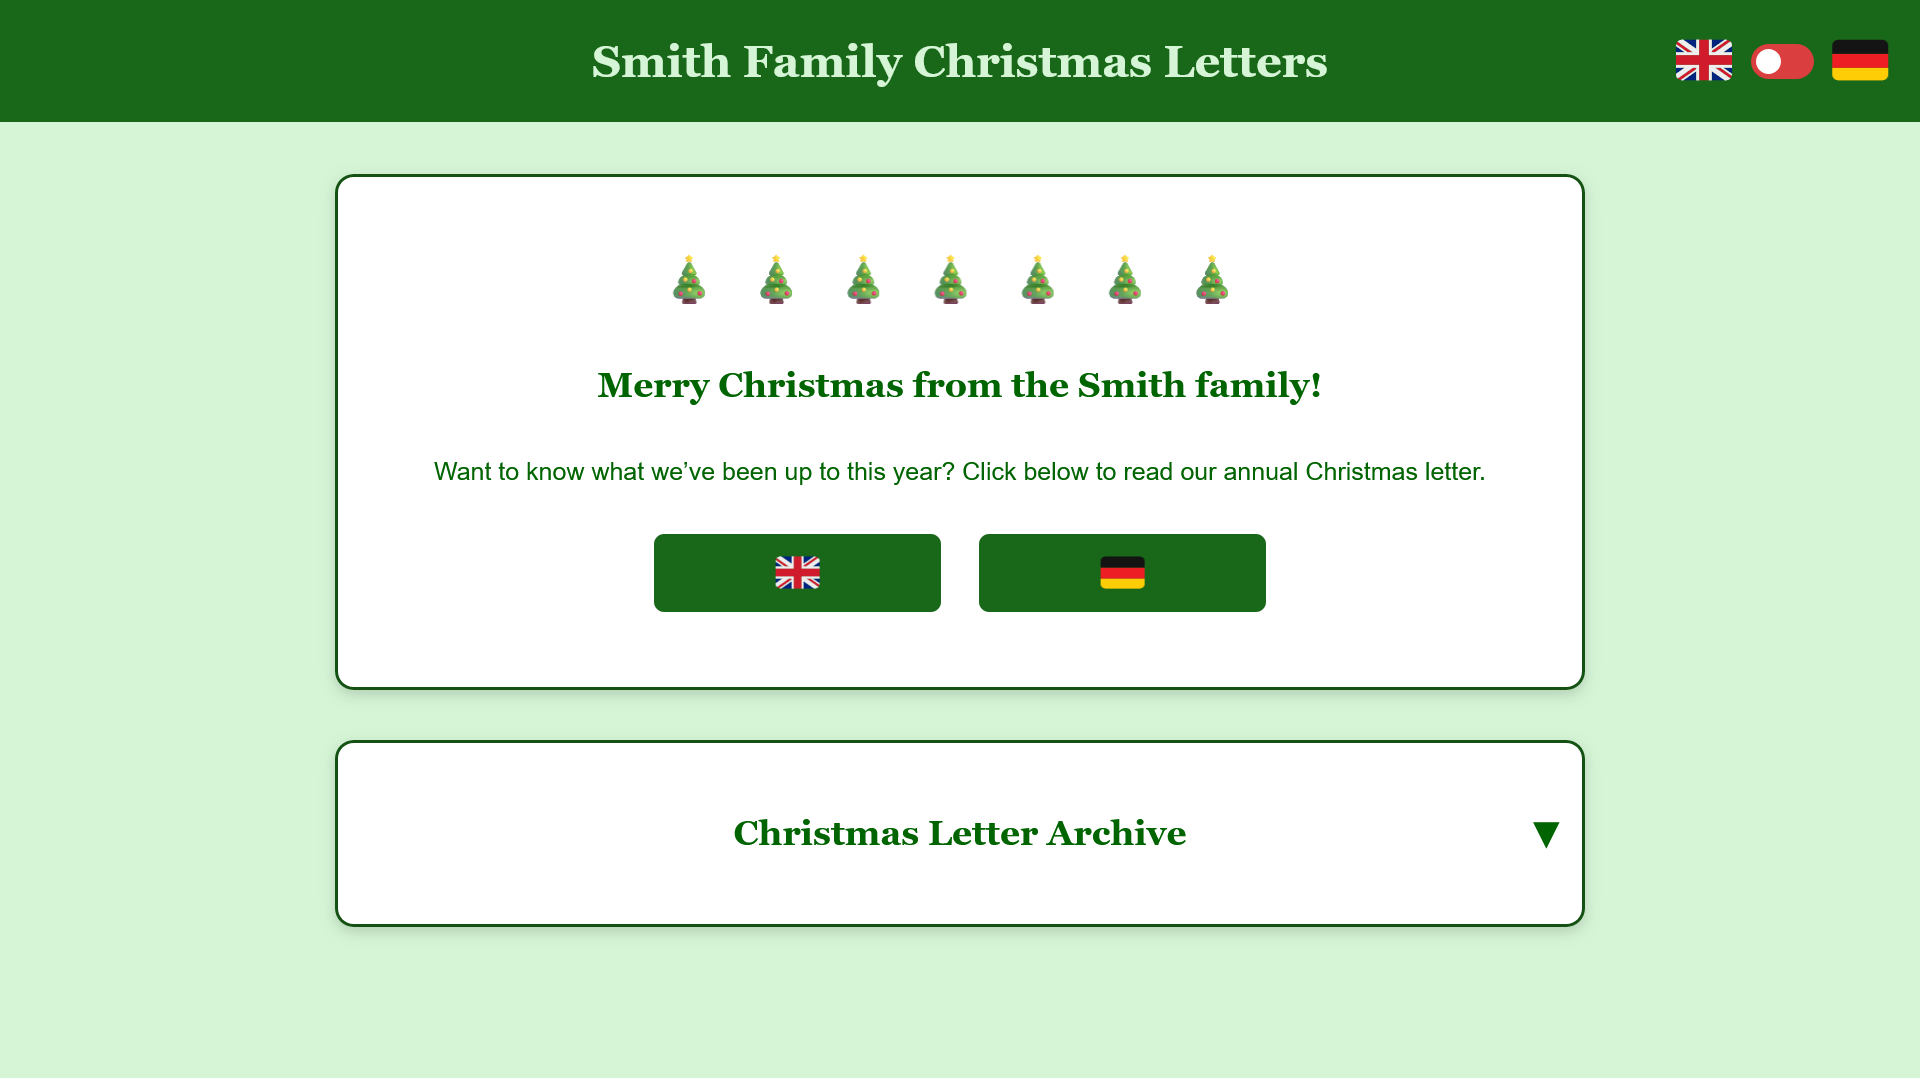 Smith Family Christmas Letters
Merry Christmas from the Smith family!
Want to know what we’ve been up to this year? Click below to read our annual Christmas letter.
Christmas Letter Archive